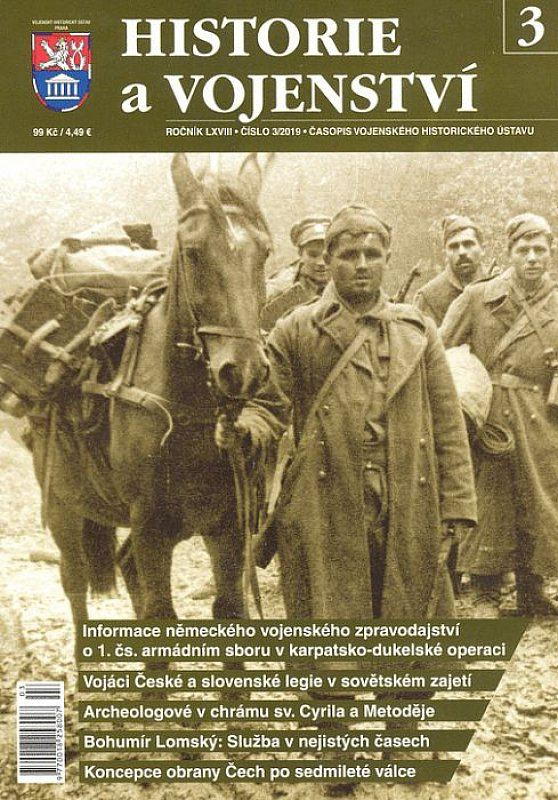 VOJENSKÝ HISTORICKÝ ÚSTAV
PRAHA
HISTORIE
a VOJENSTVÍ
3
99 Kč / 4,49 €
ROČNÍK LXVIII • ČÍSLO 3/2019 • ČASOPIS VOJENSKÉHO HISTORICKÉHO ÚSTAVU
Informace německého vojenského zpravodajství
o 1. čs. armádním sboru v karpatsko-dukelské operaci
Vojáci České a slovenské legie v sovětském zajetí
Archeologové v chrámu sv. Cyrila a Metoděje
Bohumír Lomský: Služba v nejistých časech
Koncepce obrany Čech po sedmileté válce
03
9 770018 258007